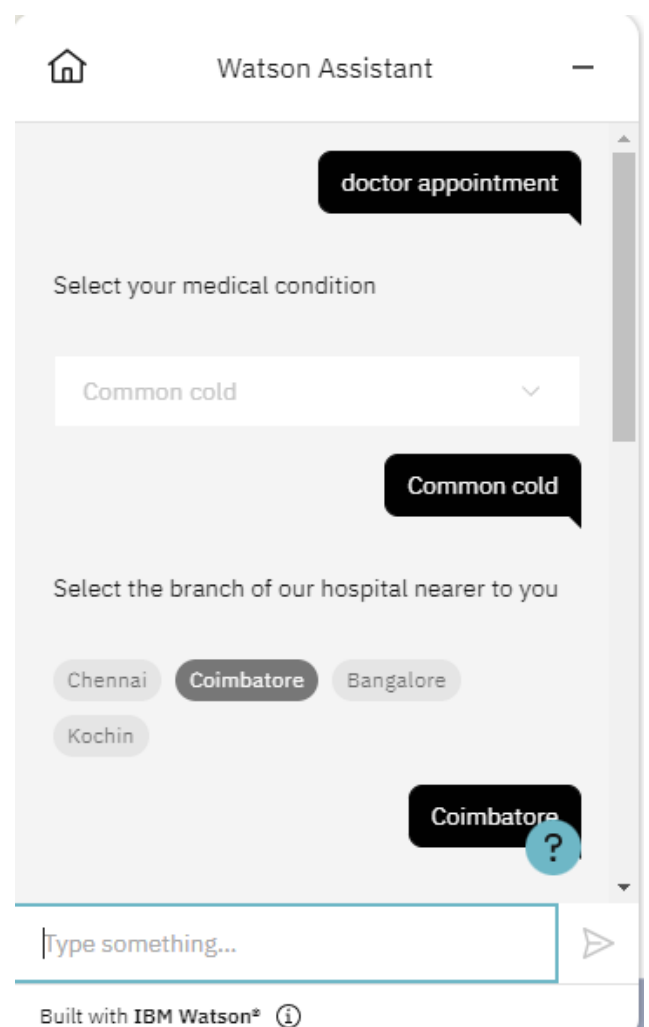 Watson Assistant
doctor appointment
Select your medical condition
Common cold
Common cold
Select the branch of our hospital nearer to you
Chennai Coimbatore Bangalore
Kochin
Coimbatore
?
Type something...
Built with IBM Watson®